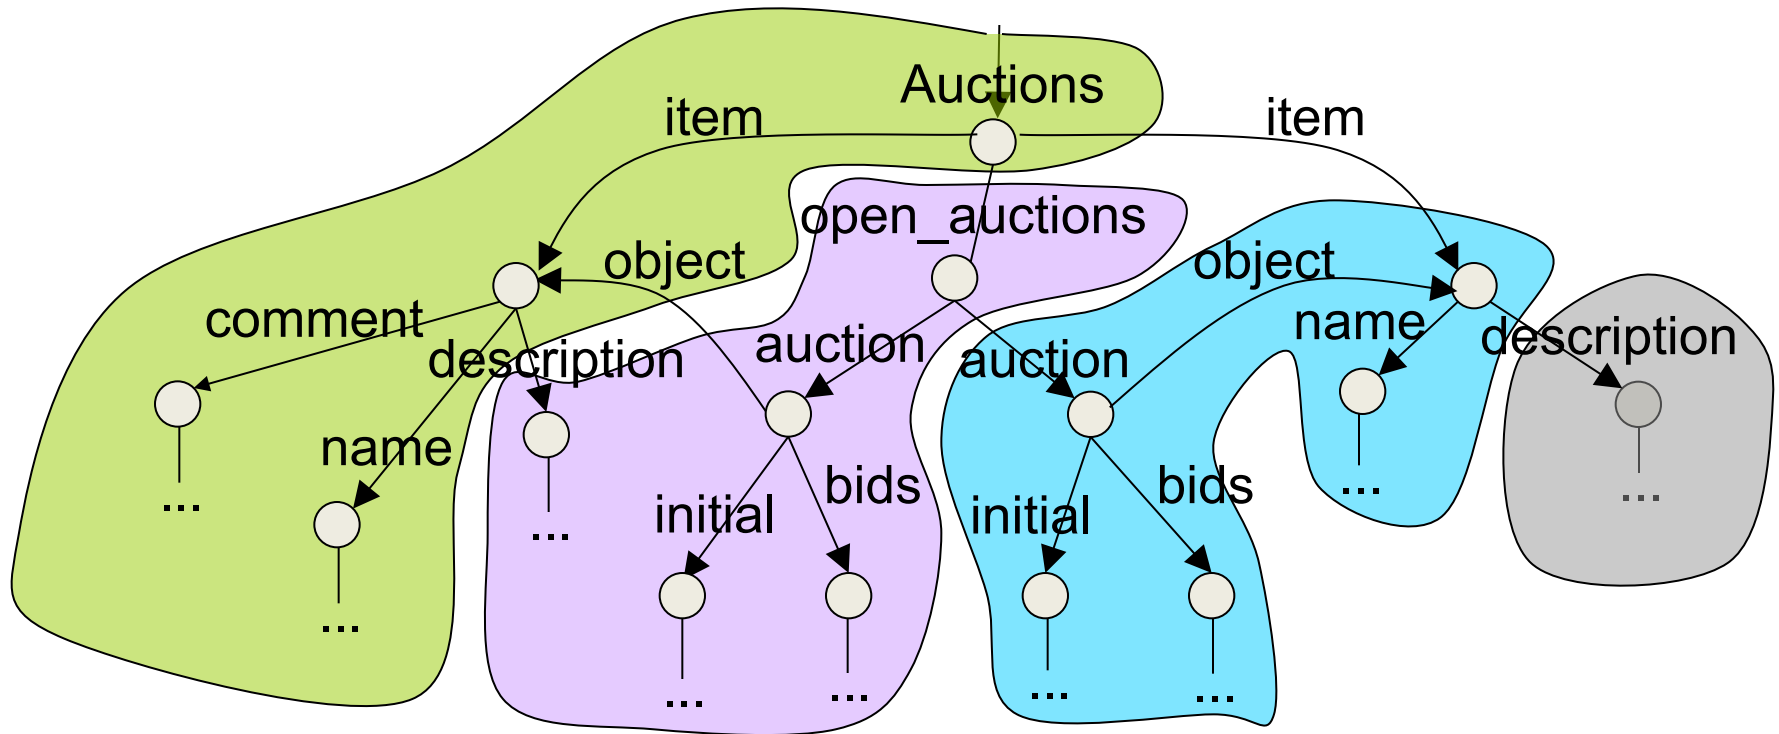 Auctions
item
item
open_auctions
object
object
comment
name
description
auction
auction
description
name
bids
bids
initial
initial
...
...
...
...
...
...
...
...
...